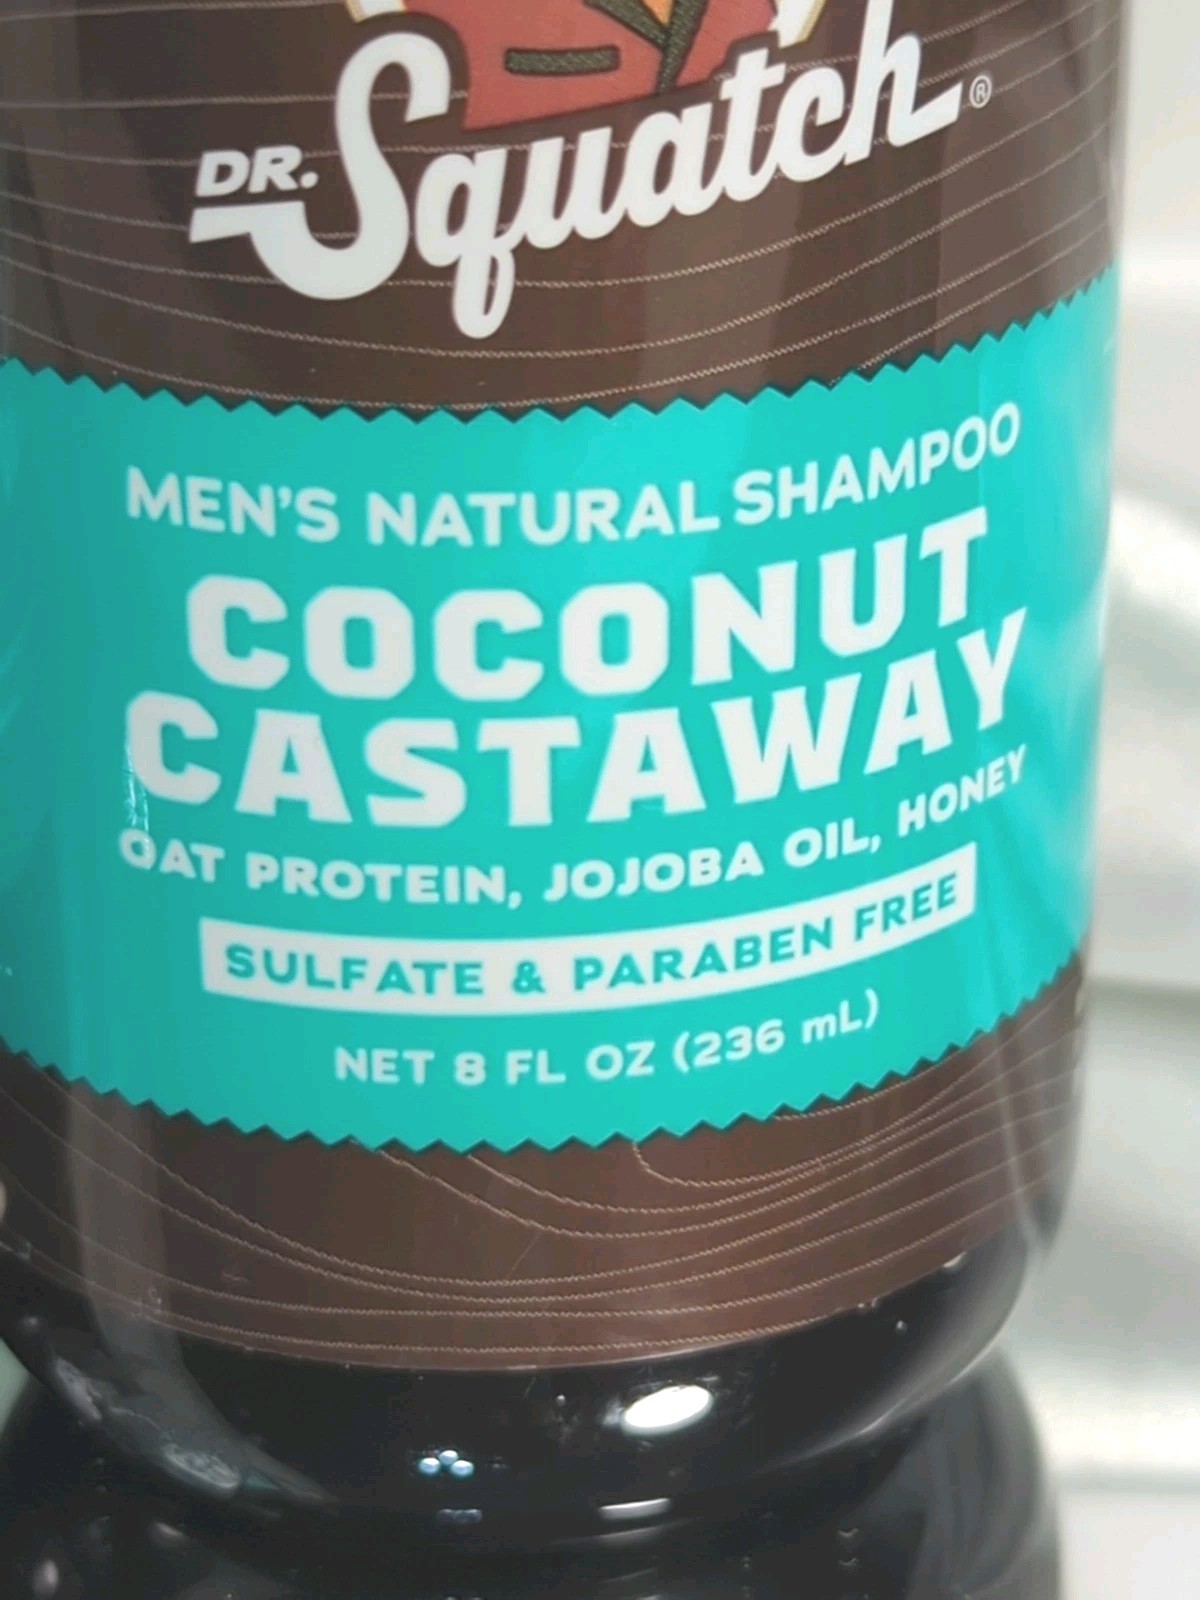 DR. Squatch®
MEN'S NATURAL SHAMPOO
COCONUT
CASTAWAY
OAT PROTEIN, JOJOBA OIL, HONEY
SULFATE & PARABEN FREE
NET 8 FL OZ (236 mL)